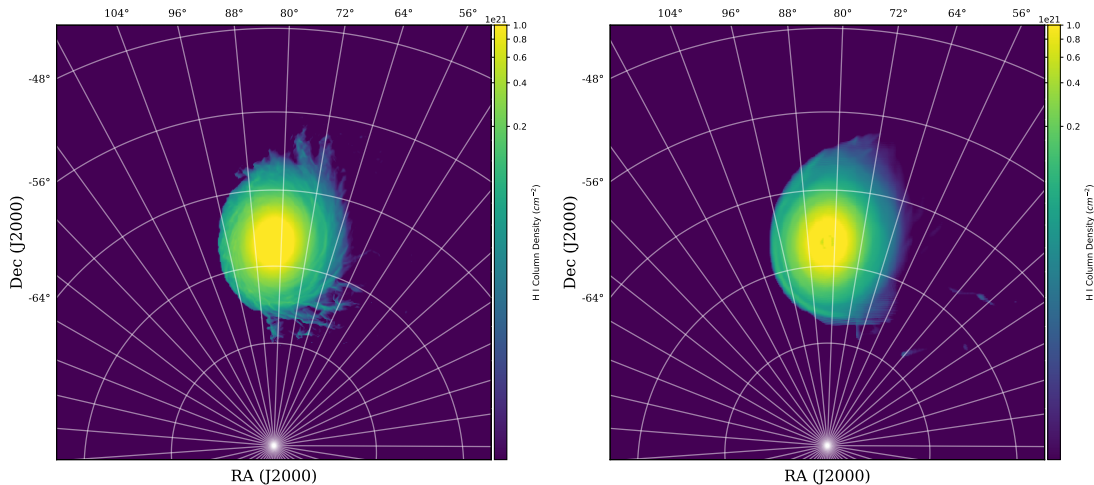 104° 96° 88° 80° 72° 64° 56°
1e21
1.0
0.8
0.6
0.4
0.2
-48°
-56°
-64°
Dec (J2000)
RA (J2000)
H I Column Density (cm⁻²)
104° 96° 88° 80° 72° 64° 56°
1e21
1.0
0.8
0.6
0.4
0.2
-48°
-56°
-64°
Dec (J2000)
RA (J2000)
H I Column Density (cm⁻²)